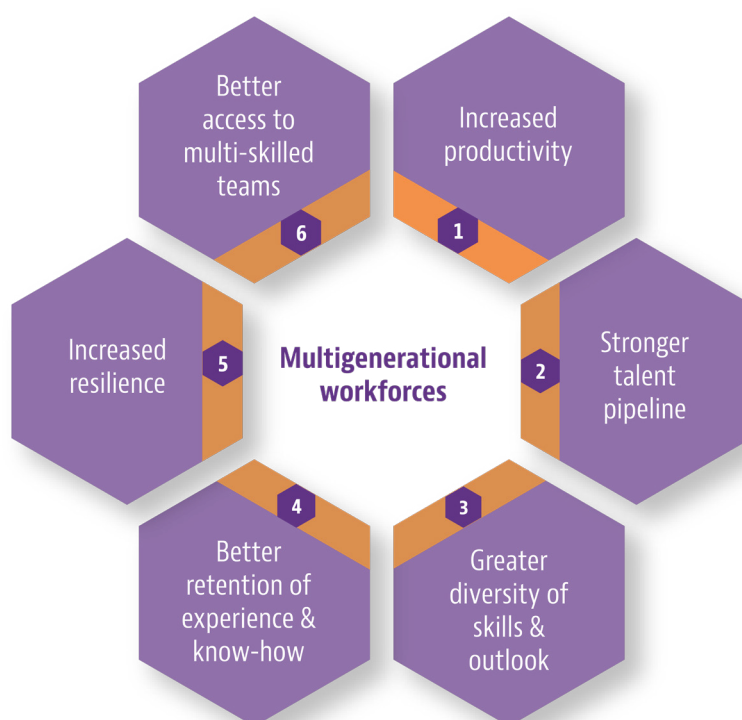 Multigenerational
workforces
1
Increased
productivity
2
Stronger
talent
pipeline
3
Greater
diversity of
skills &
outlook
4
Better
retention of
experience &
know-how
5
Increased
resilience
6
Better
access to
multi-skilled
teams